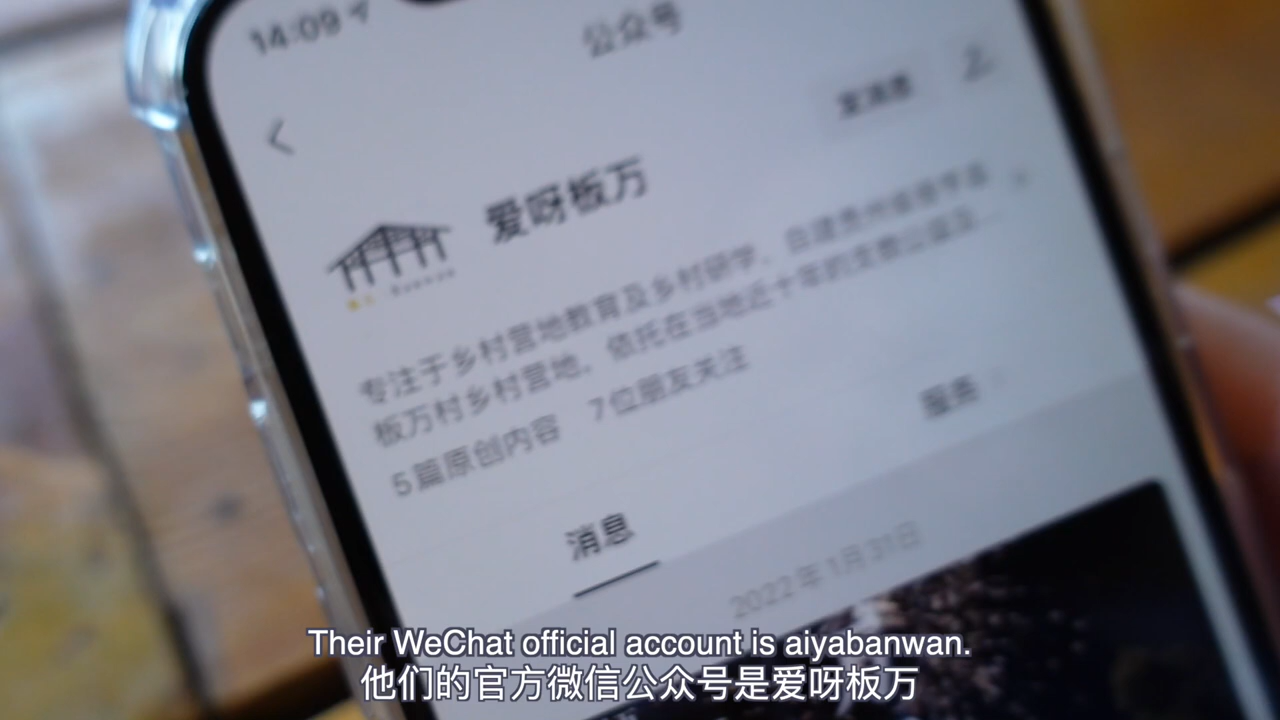 14:09
公众号
发消息
爱呀板万
专注于乡村营地教育及乡村研学。自建贵州
板万村乡村营地。依托在当地近十年的支教公益及...
5篇原创内容 7位朋友关注
服务
消息
2022年1月31日
Their WeChat official account is aiyabanwan.
他们的官方微信公众号是爱呀板万